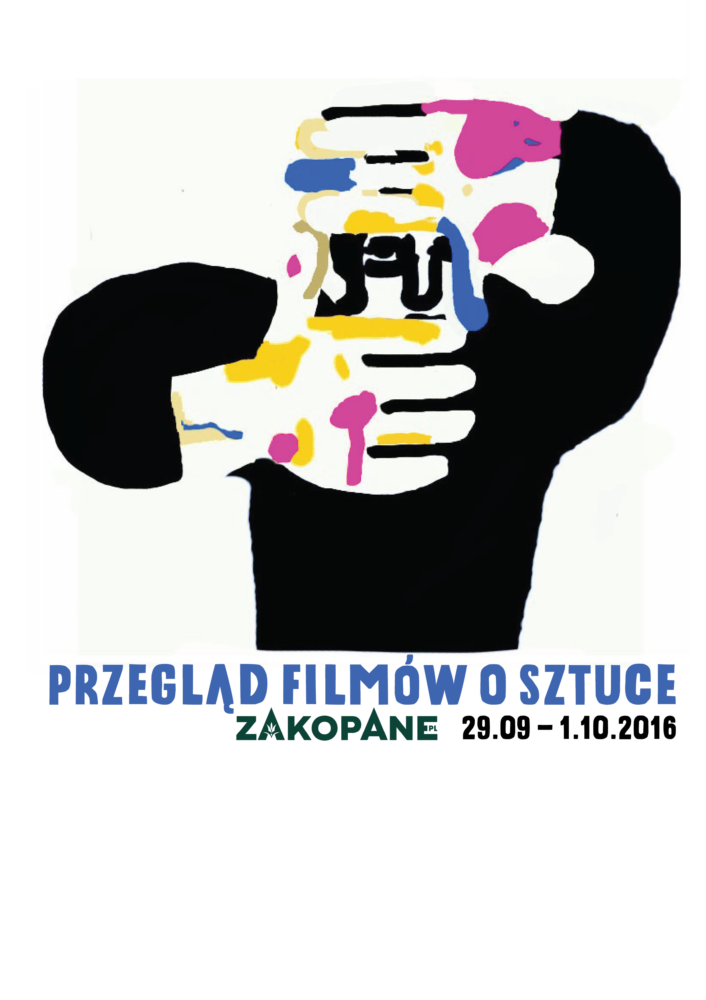 PRZEGLĄD FILMÓW O SZTUCE
ZAKOPANE.PL 29.09 – 1.10.2016